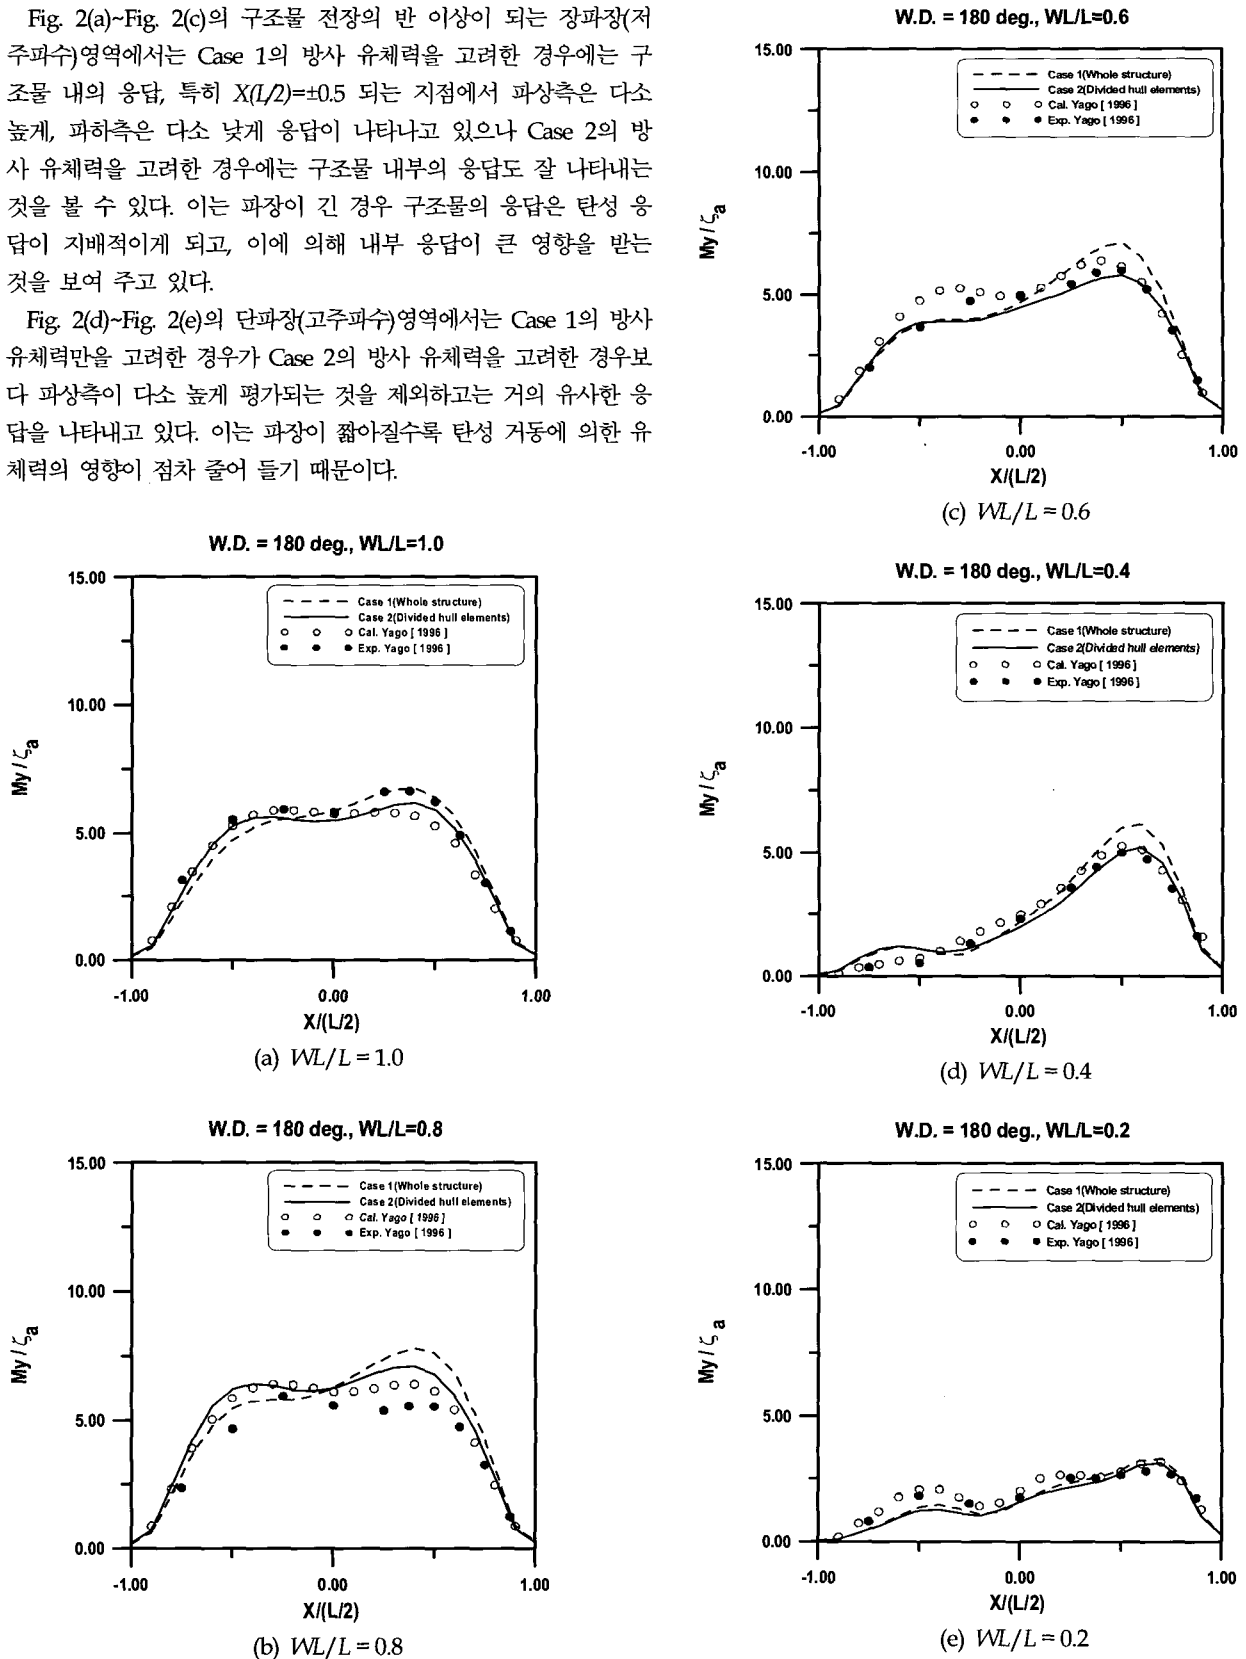 Fig. 2(a)~Fig. 2(c)의 구조물 전장의 반 이상이 되는 장파장(저
주파수)영역에서는 Case 1의 방사 유체력을 고려한 경우에는 구
조물 내의 응답, 특히 X(L/2)=±0.5 되는 지점에서 파상측은 다소
높게, 파하측은 다소 낮게 응답이 나타나고 있으나 Case 2의 방
사 유체력을 고려한 경우에는 구조물 내부의 응답도 잘 나타내는
것을 볼 수 있다. 이는 파장이 긴 경우 구조물의 응답은 탄성 응
답이 지배적이게 되고, 이에 의해 내부 응답이 큰 영향을 받는
것을 보여 주고 있다.
Fig. 2(d)~Fig. 2(e)의 단파장(고주파수)영역에서는 Case 1의 방사
유체력만을 고려한 경우가 Case 2의 방사 유체력을 고려한 경우보
다 파상측이 다소 높게 평가되는 것을 제외하고는 거의 유사한 응
답을 나타내고 있다. 이는 파장이 짧아질수록 탄성 거동에 의한 유
체력의 영향이 점차 줄어 들기 때문이다.
W.D. = 180 deg., WL/L=1.0
15.00
10.00
5.00
0.00
My / ζa
Case 1(Whole structure)
Case 2(Divided hull elements)
Cal. Yago [ 1996 ]
Exp. Yago [ 1996 ]
-1.00 0.00 1.00
X/(L/2)
(a) WL/L = 1.0
W.D. = 180 deg., WL/L=0.8
15.00
10.00
5.00
0.00
My / ζa
Case 1(Whole structure)
Case 2(Divided hull elements)
Cal. Yago [ 1996 ]
Exp. Yago [ 1996 ]
-1.00 0.00 1.00
X/(L/2)
(b) WL/L = 0.8
W.D. = 180 deg., WL/L=0.6
15.00
10.00
5.00
0.00
My / ζa
Case 1(Whole structure)
Case 2(Divided hull elements)
Cal. Yago [ 1996 ]
Exp. Yago [ 1996 ]
-1.00 0.00 1.00
X/(L/2)
(c) WL/L = 0.6
W.D. = 180 deg., WL/L=0.4
15.00
10.00
5.00
0.00
My / ζa
Case 1(Whole structure)
Case 2(Divided hull elements)
Cal. Yago [ 1996 ]
Exp. Yago [ 1996 ]
-1.00 0.00 1.00
X/(L/2)
(d) WL/L = 0.4
W.D. = 180 deg., WL/L=0.2
15.00
10.00
5.00
0.00
My / ζa
Case 1(Whole structure)
Case 2(Divided hull elements)
Cal. Yago [ 1996 ]
Exp. Yago [ 1996 ]
-1.00 0.00 1.00
X/(L/2)
(e) WL/L = 0.2